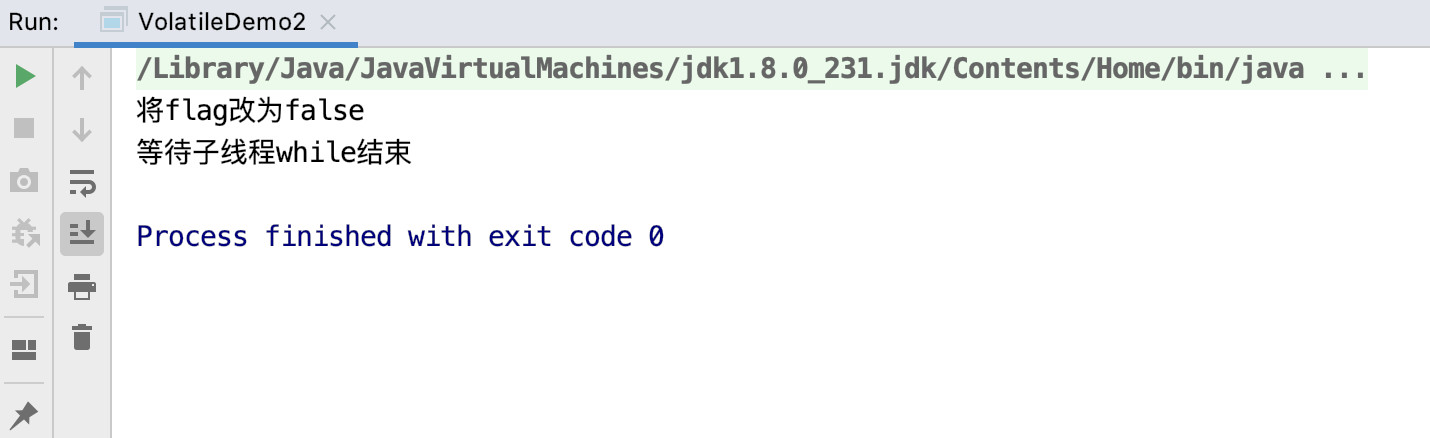 Run: VolatileDemo2
/Library/Java/JavaVirtualMachines/jdk1.8.0_231.jdk/Contents/Home/bin/java ...
将flag改为false
等待子线程while结束
Process finished with exit code 0